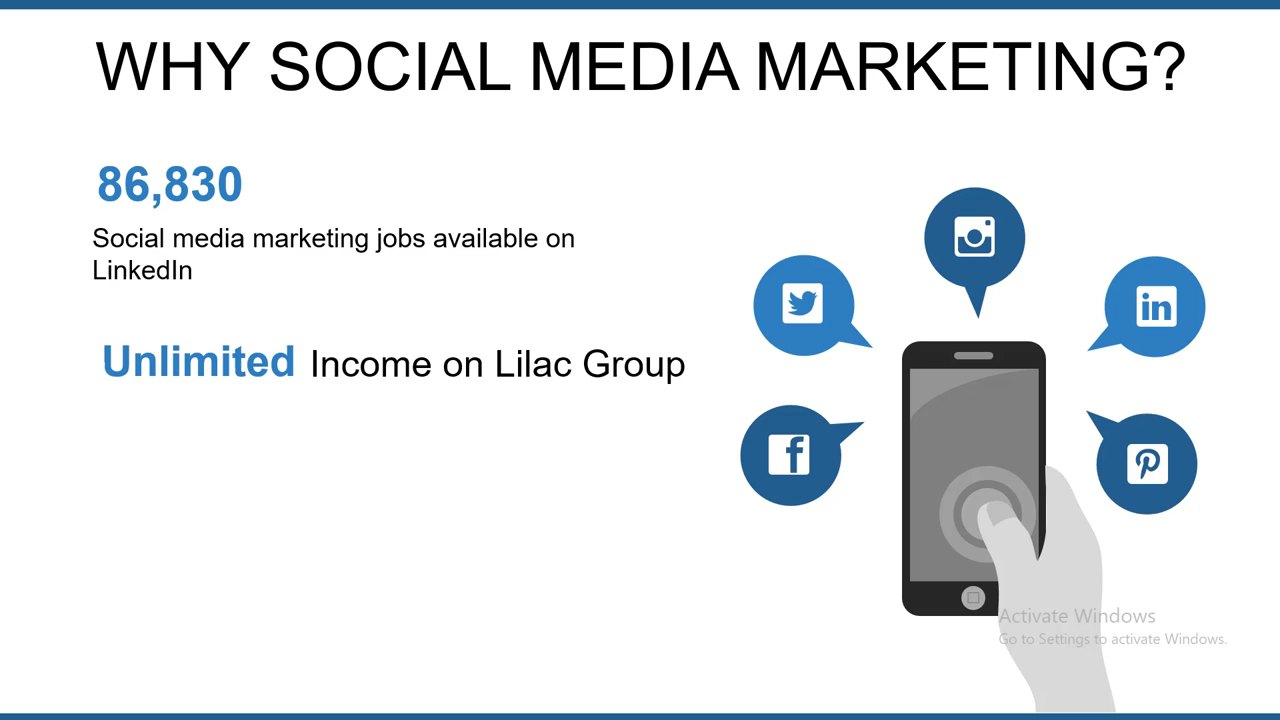 WHY SOCIAL MEDIA MARKETING?
86,830
Social media marketing jobs available on
LinkedIn
Unlimited Income on Lilac Group
in
f
Activate Windows
Go to Settings to activate Windows.